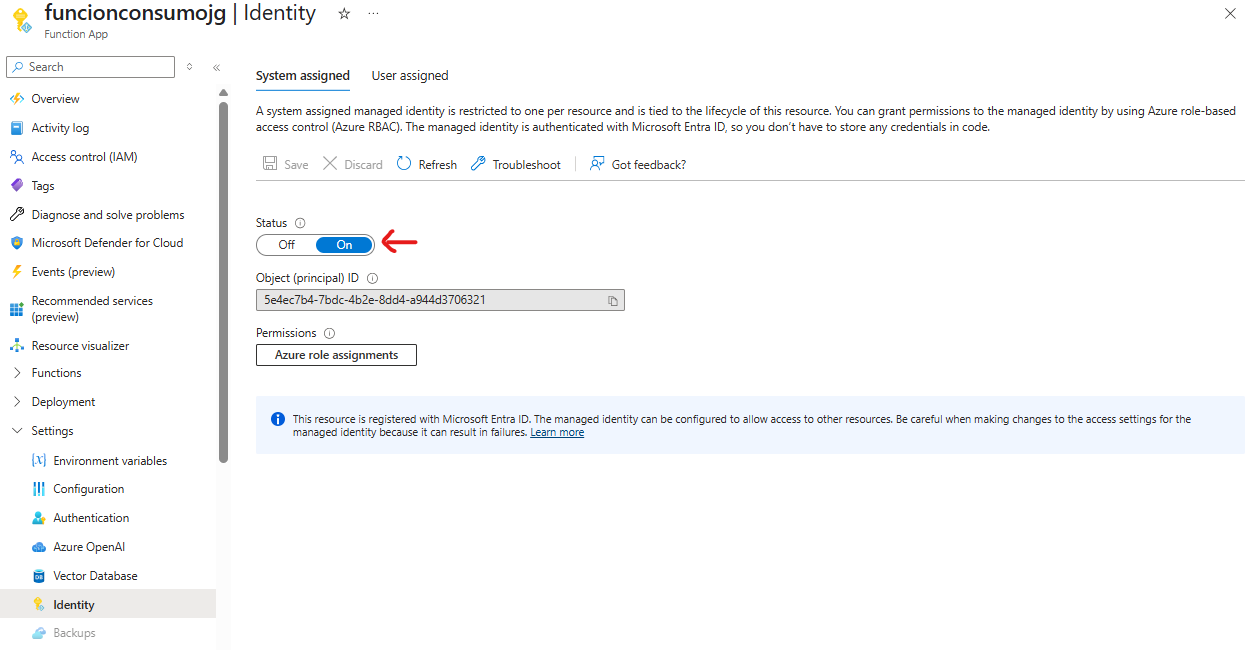 funcionconsumojg | Identity
Function App
Search
Overview
Activity log
Access control (IAM)
Tags
Diagnose and solve problems
Microsoft Defender for Cloud
Events (preview)
Recommended services
(preview)
Resource visualizer
Functions
Deployment
Settings
Environment variables
Configuration
Authentication
Azure OpenAI
Vector Database
Identity
Backups
System assigned User assigned
A system assigned managed identity is restricted to one per resource and is tied to the lifecycle of this resource. You can grant permissions to the managed identity by using Azure role-based
access control (Azure RBAC). The managed identity is authenticated with Microsoft Entra ID, so you don't have to store any credentials in code.
Save Discard Refresh Troubleshoot Got feedback?
Status
Off On
Object (principal) ID
5e4ec7b4-7bdc-4b2e-8dd4-a944d3706321
Permissions
Azure role assignments
This resource is registered with Microsoft Entra ID. The managed identity can be configured to allow access to other resources. Be careful when making changes to the access settings for the
managed identity because it can result in failures. Learn more